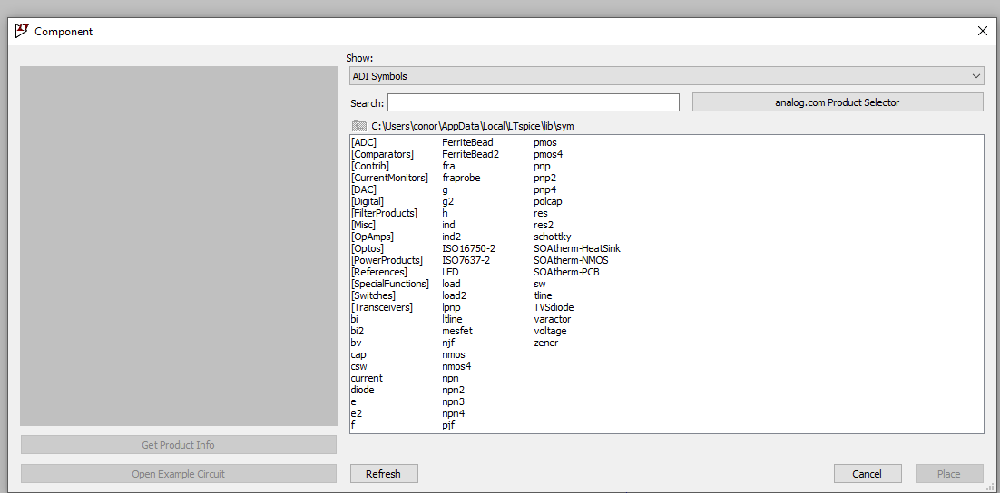 Component
Show:
ADI Symbols
Search:
analog.com Product Selector
C:\Users\conor\AppData\Local\LTspice\lib\sym
[ADC] FerriteBead pmos
[Comparators] FerriteBead2 pmos4
[Contrib] fra pnp
[CurrentMonitors] fraprobe pnp2
[DAC] g pnp4
[Digital] g2 polcap
[FilterProducts] h res
[Misc] ind res2
[OpAmps] ind2 schottky
[Optos] ISO16750-2 SOAtherm-HeatSink
[PowerProducts] ISO7637-2 SOAtherm-NMOS
[References] LED SOAtherm-PCB
[SpecialFunctions] load sw
[Switches] load2 tline
[Transceivers] lpnp TVSdiode
bi ltline varactor
bi2 mesfet voltage
bv njf zener
cap nmos
csw nmos4
current npn
diode npn2
e npn3
e2 npn4
f pjf
Get Product Info
Open Example Circuit
Refresh
Cancel
Place